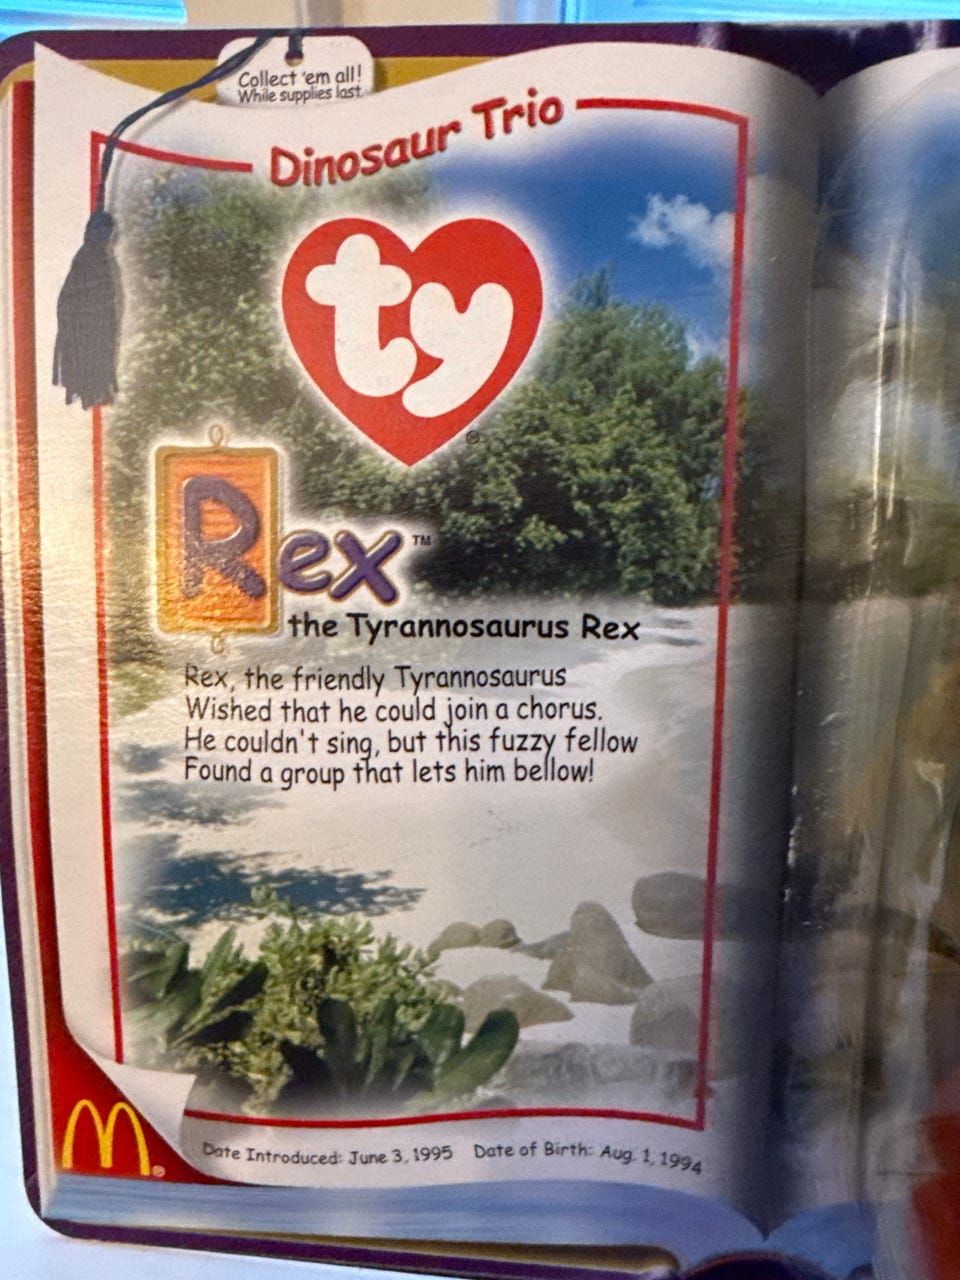 Collect 'em all!
While supplies last
Dinosaur Trio
ty
®
Rex™
the Tyrannosaurus Rex
Rex, the friendly Tyrannosaurus
Wished that he could join a chorus.
He couldn't sing, but this fuzzy fellow
Found a group that lets him bellow!
M®
Date Introduced: June 3, 1995 Date of Birth: Aug. 1, 1994